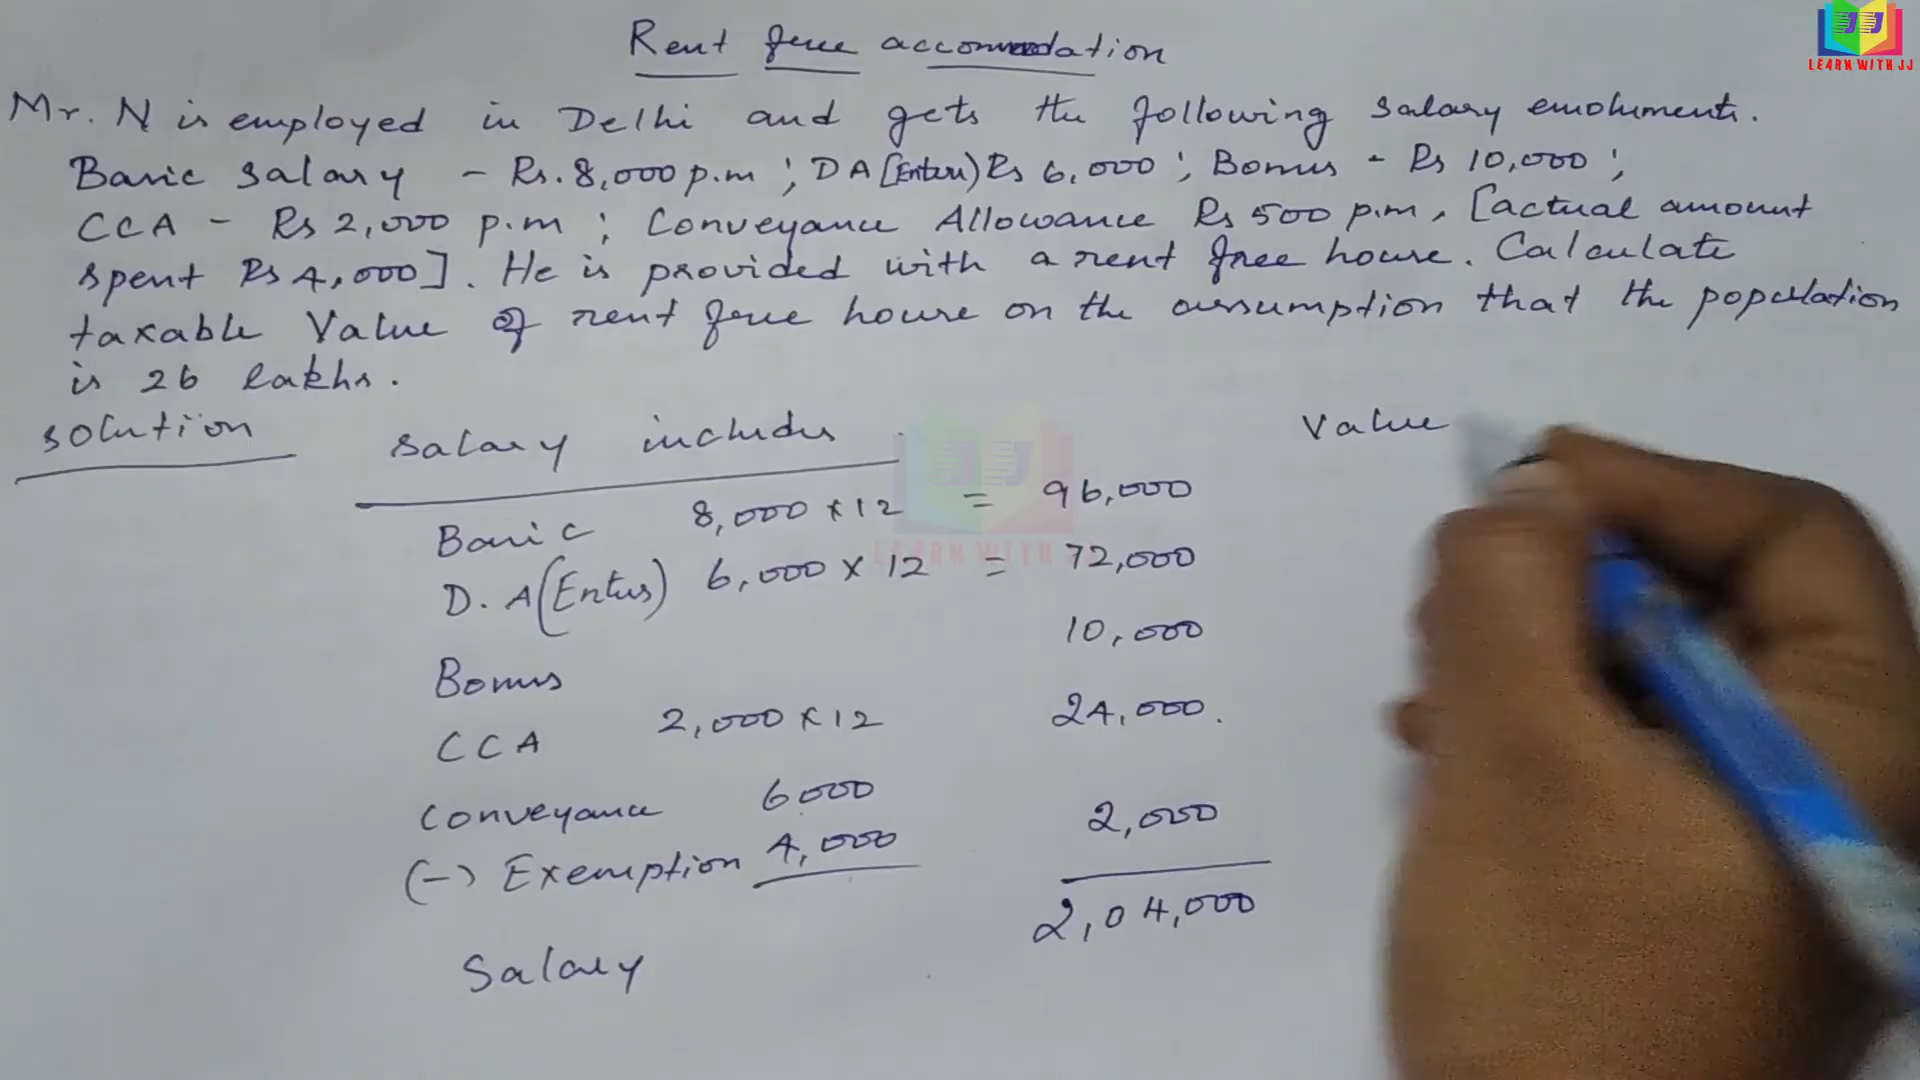 Rent free accommodation
LEARN WITH JJ
Mr. N is employed in Delhi and gets the following salary emoluments.
Basic salary - Rs. 8,000 p.m ; DA [Enters) Rs 6,000 ; Bonus - Rs 10,000 ;
CCA - Rs 2,000 p.m ; Conveyance Allowance Rs 500 p.m, [actual amount
spent Rs 4,000]. He is provided with a rent free house. Calculate
taxable Value of rent free house on the assumption that the population
is 26 lakhs.
solution
salary includes
Value
Basic 8,000 x 12 = 96,000
D.A (Enters) 6,000 x 12 = 72,000
Bonus 10,000
CCA 2,000 x 12 24,000.
Conveyance 6000
(-) Exemption 4,000 2,000
Salary 2,04,000
LEARN WITH J